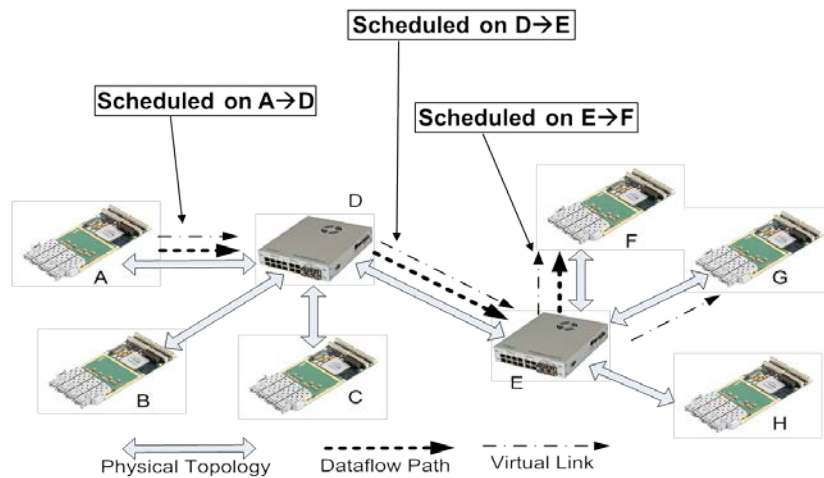 Scheduled on D→E
Scheduled on A→D
Scheduled on E→F
D
F
A
G
E
B
C
H
Physical Topology
Dataflow Path
Virtual Link